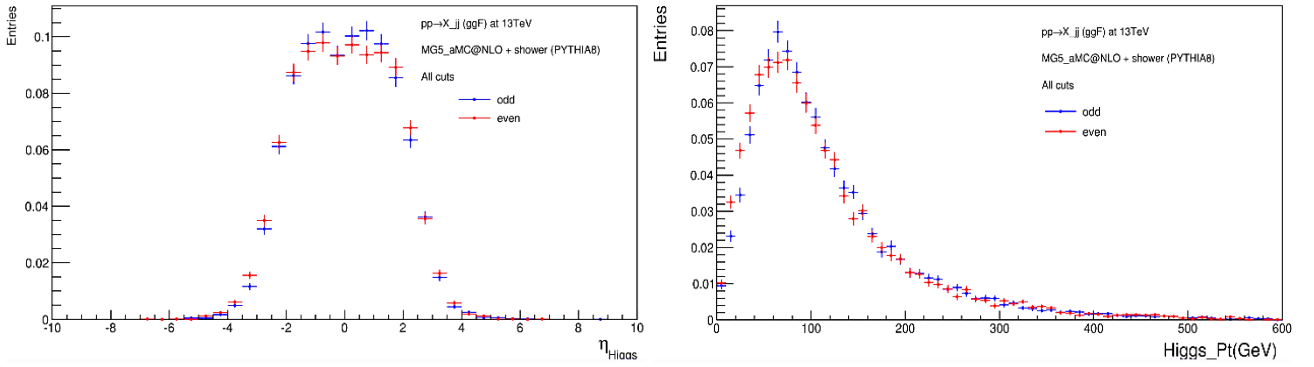 Entries
0.1
0.08
0.06
0.04
0.02
0
pp→X_jj (ggF) at 13TeV
MG5_aMC@NLO + shower (PYTHIA8)
All cuts
odd
even
-10 -8 -6 -4 -2 0 2 4 6 8 10
η Higgs
Entries
0.08
0.07
0.06
0.05
0.04
0.03
0.02
0.01
0
pp→X_jj (ggF) at 13TeV
MG5_aMC@NLO + shower (PYTHIA8)
All cuts
odd
even
0 100 200 300 400 500 600
Higgs_Pt(GeV)